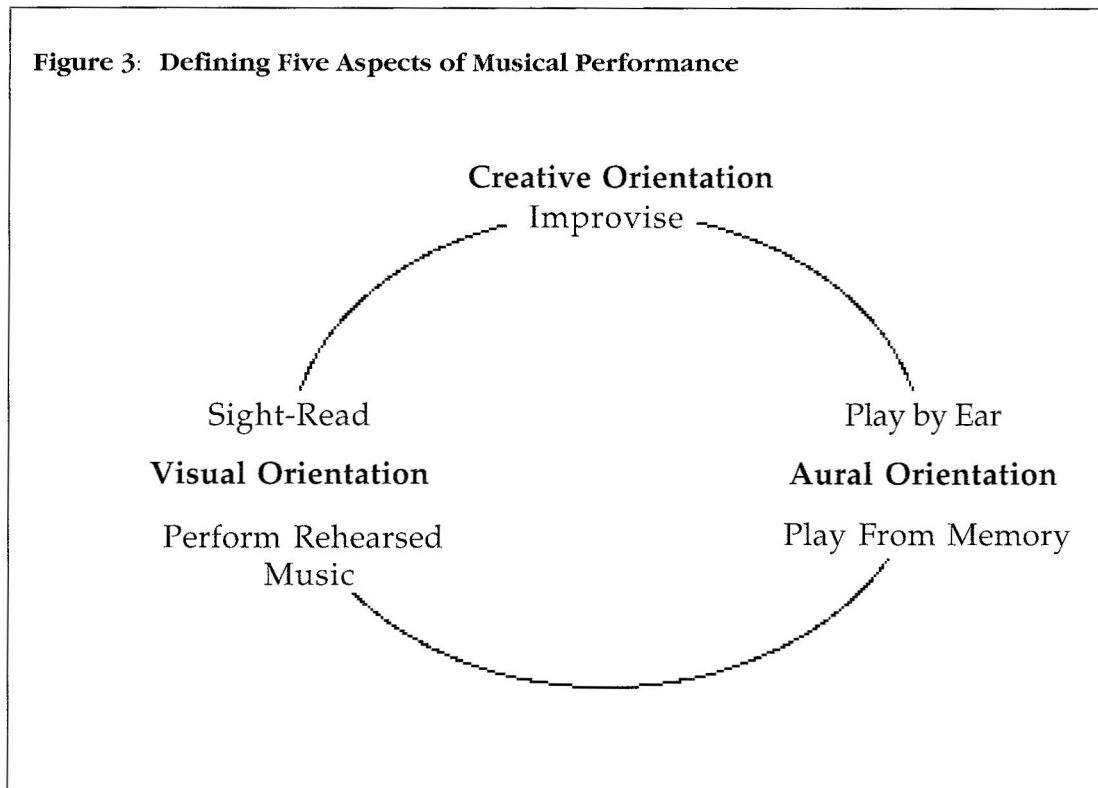 Figure 3: Defining Five Aspects of Musical Performance
Creative Orientation
Improvise
Sight-Read
Play by Ear
Visual Orientation
Aural Orientation
Perform Rehearsed
Music
Play From Memory